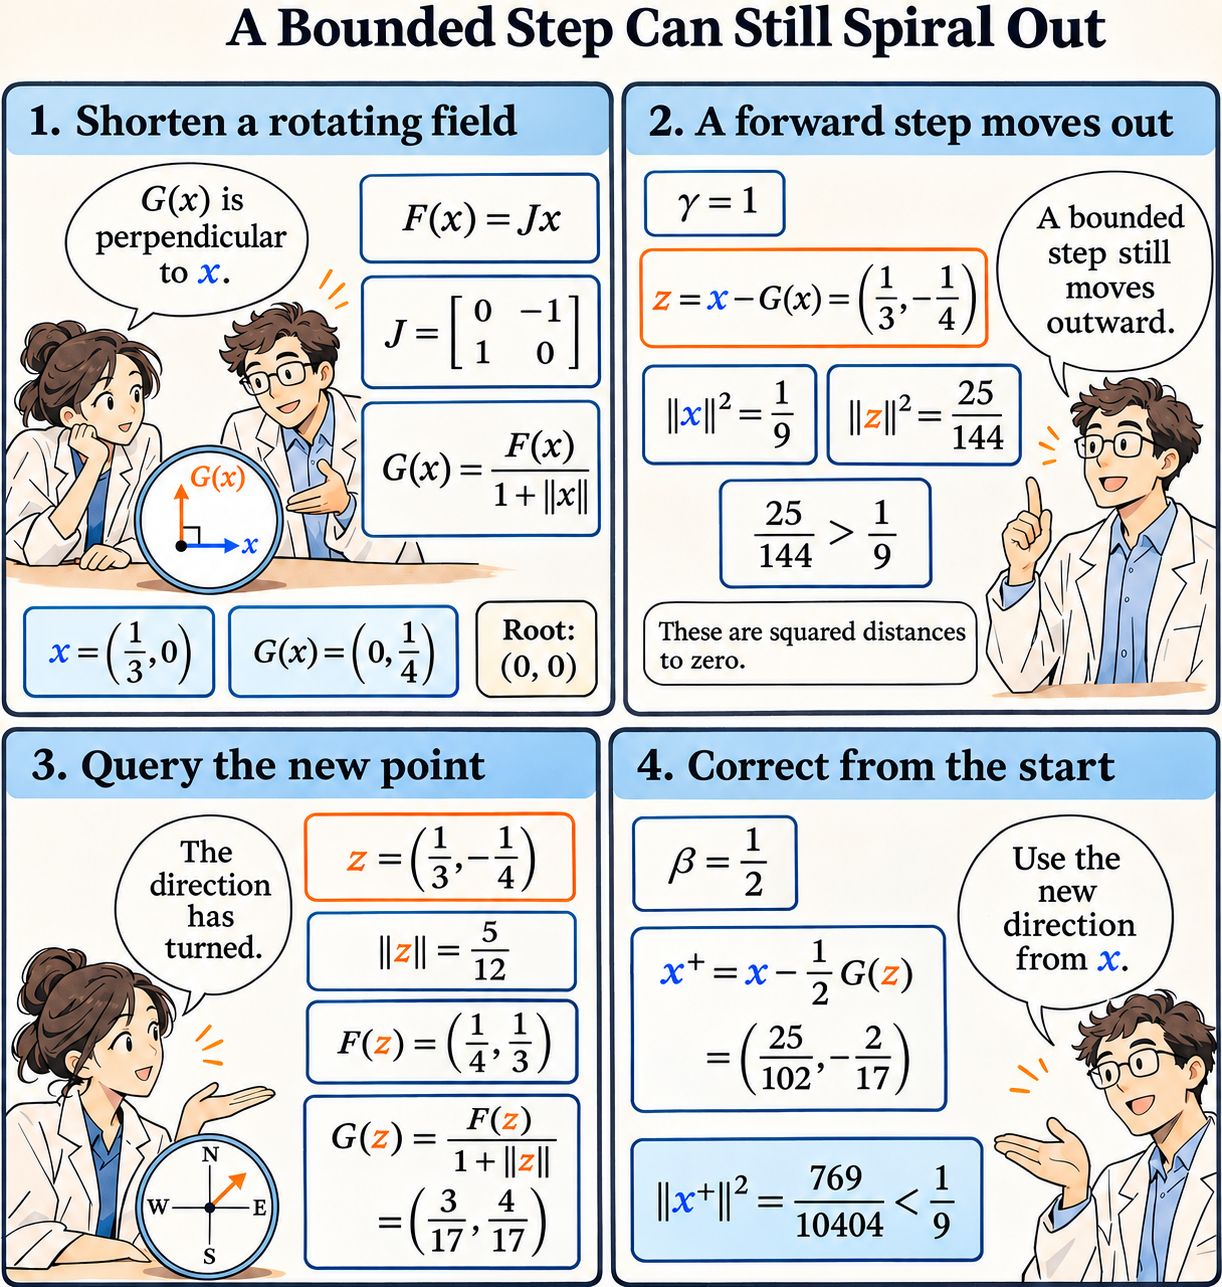 A Bounded Step Can Still Spiral Out
1. Shorten a rotating field
G(x) is
perpendicular
to x.
F(x) = Jx
J = [ 0 −1
1 0 ]
G(x) = F(x) / (1 + ||x||)
G(x)
x
x = (1/3, 0)
G(x) = (0, 1/4)
Root:
(0, 0)
2. A forward step moves out
γ = 1
z = x − G(x) = (1/3, −1/4)
||x||² = 1/9
||z||² = 25/144
25/144 > 1/9
These are squared distances
to zero.
A bounded
step still
moves
outward.
3. Query the new point
The
direction
has
turned.
z = (1/3, −1/4)
||z|| = 5/12
F(z) = (1/4, 1/3)
G(z) = F(z) / (1 + ||z||)
= (3/17, 4/17)
N
W E
S
4. Correct from the start
β = 1/2
x⁺ = x − 1/2 G(z)
= (25/102, −2/17)
||x⁺||² = 769/10404 < 1/9
Use the
new
direction
from x.